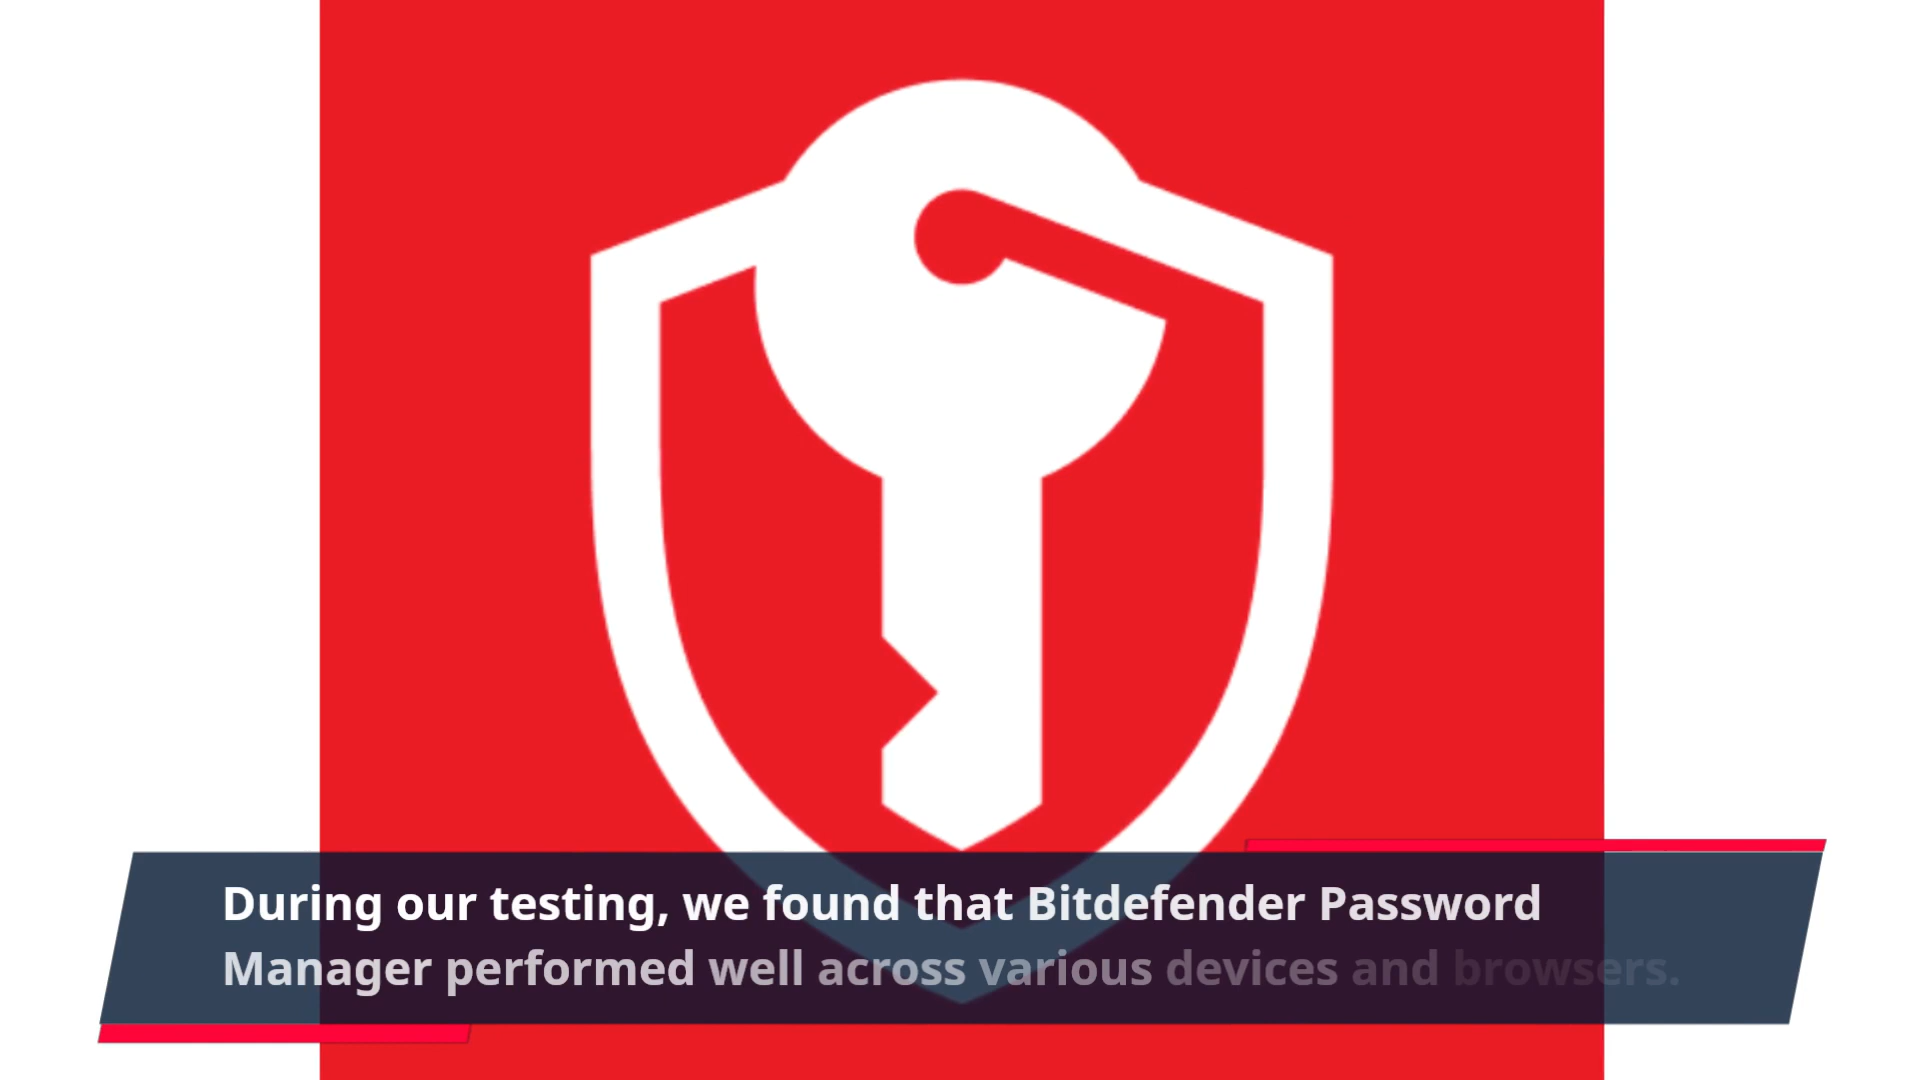 During our testing, we found that Bitdefender Password
Manager performed well across various devices and browsers.